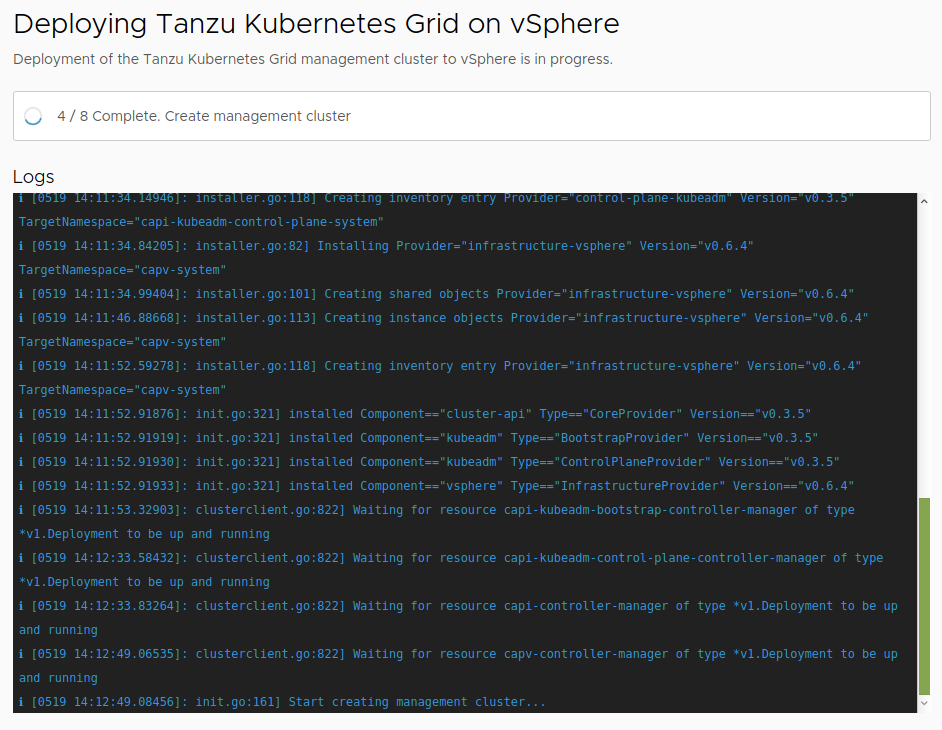 Deploying Tanzu Kubernetes Grid on vSphere
Deployment of the Tanzu Kubernetes Grid management cluster to vSphere is in progress.
4 / 8 Complete. Create management cluster
Logs
ℹ [0519 14:11:34.14946]: installer.go:118] Creating inventory entry Provider="control-plane-kubeadm" Version="v0.3.5"
TargetNamespace="capi-kubeadm-control-plane-system"
ℹ [0519 14:11:34.84205]: installer.go:82] Installing Provider="infrastructure-vsphere" Version="v0.6.4"
TargetNamespace="capv-system"
ℹ [0519 14:11:34.99404]: installer.go:101] Creating shared objects Provider="infrastructure-vsphere" Version="v0.6.4"
ℹ [0519 14:11:46.88668]: installer.go:113] Creating instance objects Provider="infrastructure-vsphere" Version="v0.6.4"
TargetNamespace="capv-system"
ℹ [0519 14:11:52.59278]: installer.go:118] Creating inventory entry Provider="infrastructure-vsphere" Version="v0.6.4"
TargetNamespace="capv-system"
ℹ [0519 14:11:52.91876]: init.go:321] installed Component=="cluster-api" Type=="CoreProvider" Version=="v0.3.5"
ℹ [0519 14:11:52.91919]: init.go:321] installed Component=="kubeadm" Type=="BootstrapProvider" Version=="v0.3.5"
ℹ [0519 14:11:52.91930]: init.go:321] installed Component=="kubeadm" Type=="ControlPlaneProvider" Version=="v0.3.5"
ℹ [0519 14:11:52.91933]: init.go:321] installed Component=="vsphere" Type=="InfrastructureProvider" Version=="v0.6.4"
ℹ [0519 14:11:53.32903]: clusterclient.go:822] Waiting for resource capi-kubeadm-bootstrap-controller-manager of type
*v1.Deployment to be up and running
ℹ [0519 14:12:33.58432]: clusterclient.go:822] Waiting for resource capi-kubeadm-control-plane-controller-manager of type
*v1.Deployment to be up and running
ℹ [0519 14:12:33.83264]: clusterclient.go:822] Waiting for resource capi-controller-manager of type *v1.Deployment to be up
and running
ℹ [0519 14:12:49.06535]: clusterclient.go:822] Waiting for resource capv-controller-manager of type *v1.Deployment to be up
and running
ℹ [0519 14:12:49.08456]: init.go:161] Start creating management cluster...